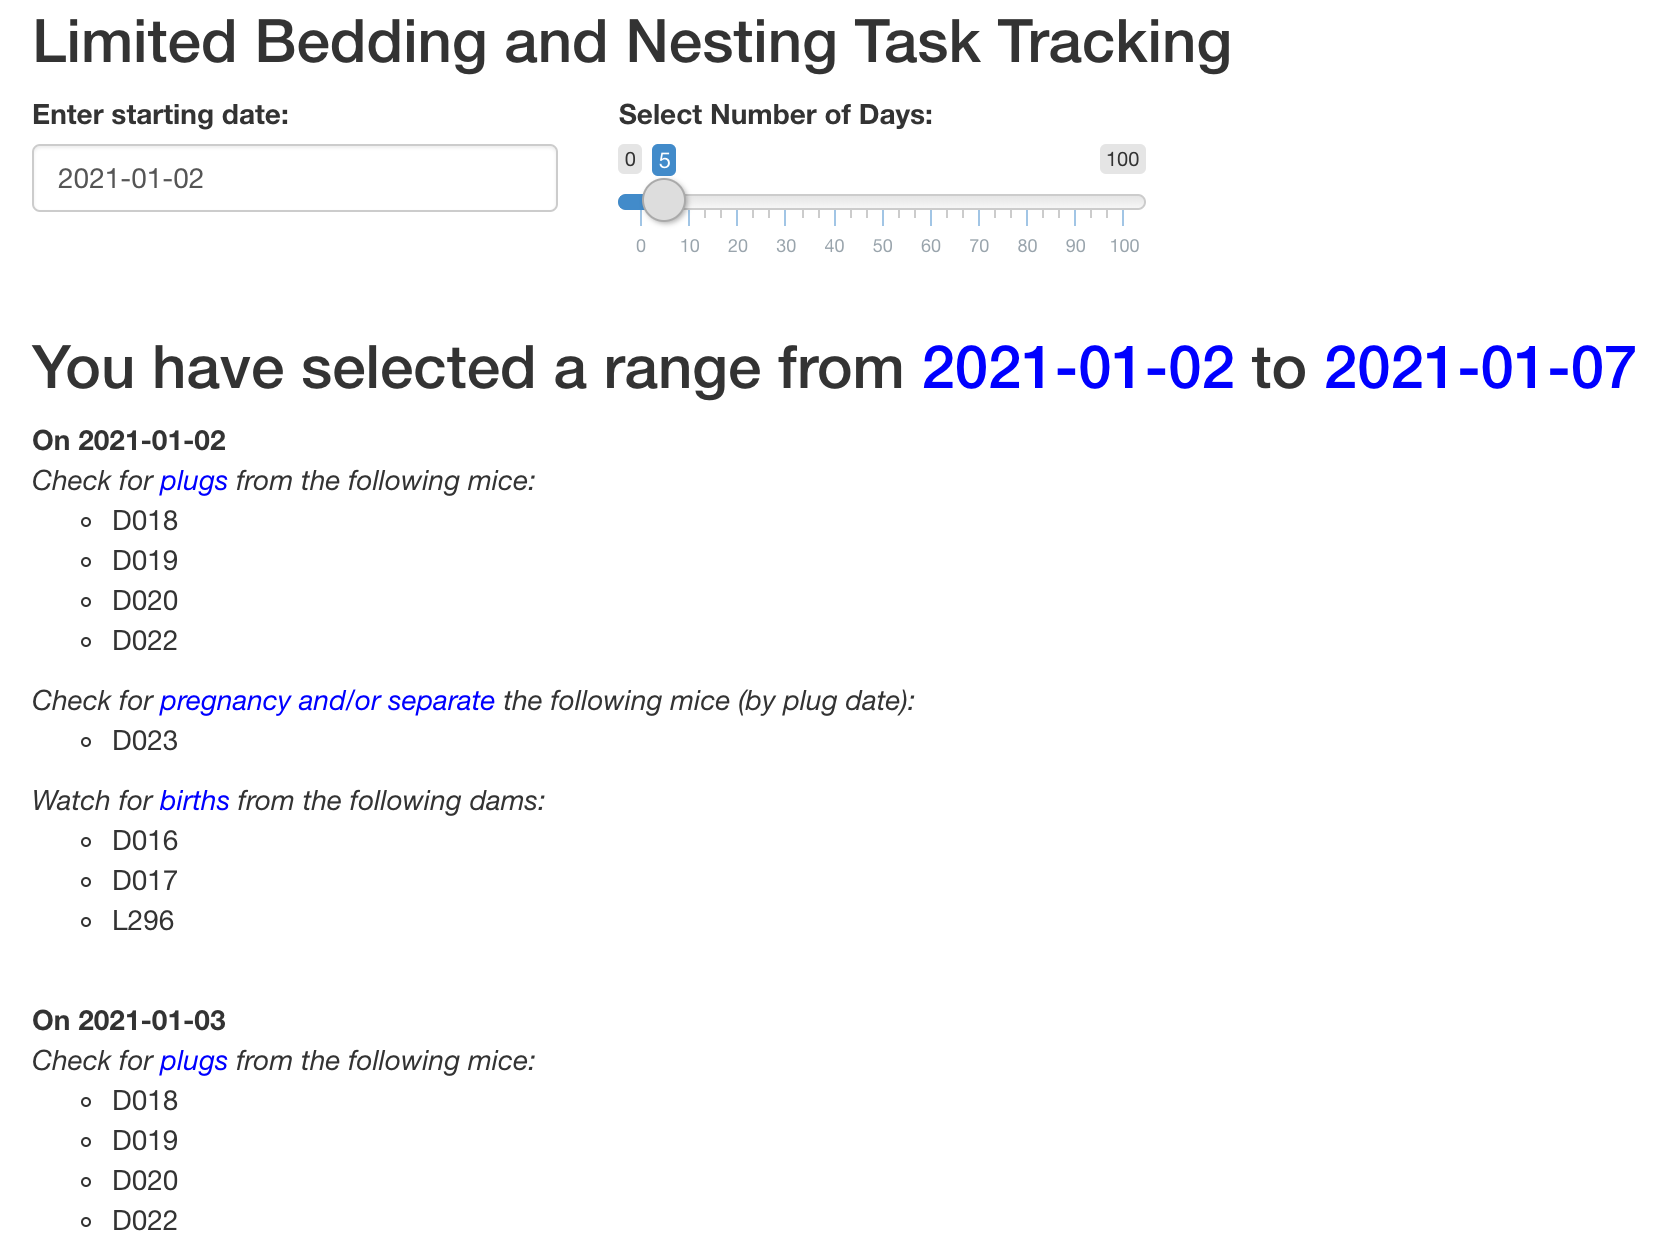 Limited Bedding and Nesting Task Tracking
Enter starting date:
Select Number of Days:
2021-01-02
0 5 100
0 10 20 30 40 50 60 70 80 90 100
You have selected a range from 2021-01-02 to 2021-01-07
On 2021-01-02
Check for plugs from the following mice:
D018
D019
D020
D022
Check for pregnancy and/or separate the following mice (by plug date):
D023
Watch for births from the following dams:
D016
D017
L296
On 2021-01-03
Check for plugs from the following mice:
D018
D019
D020
D022